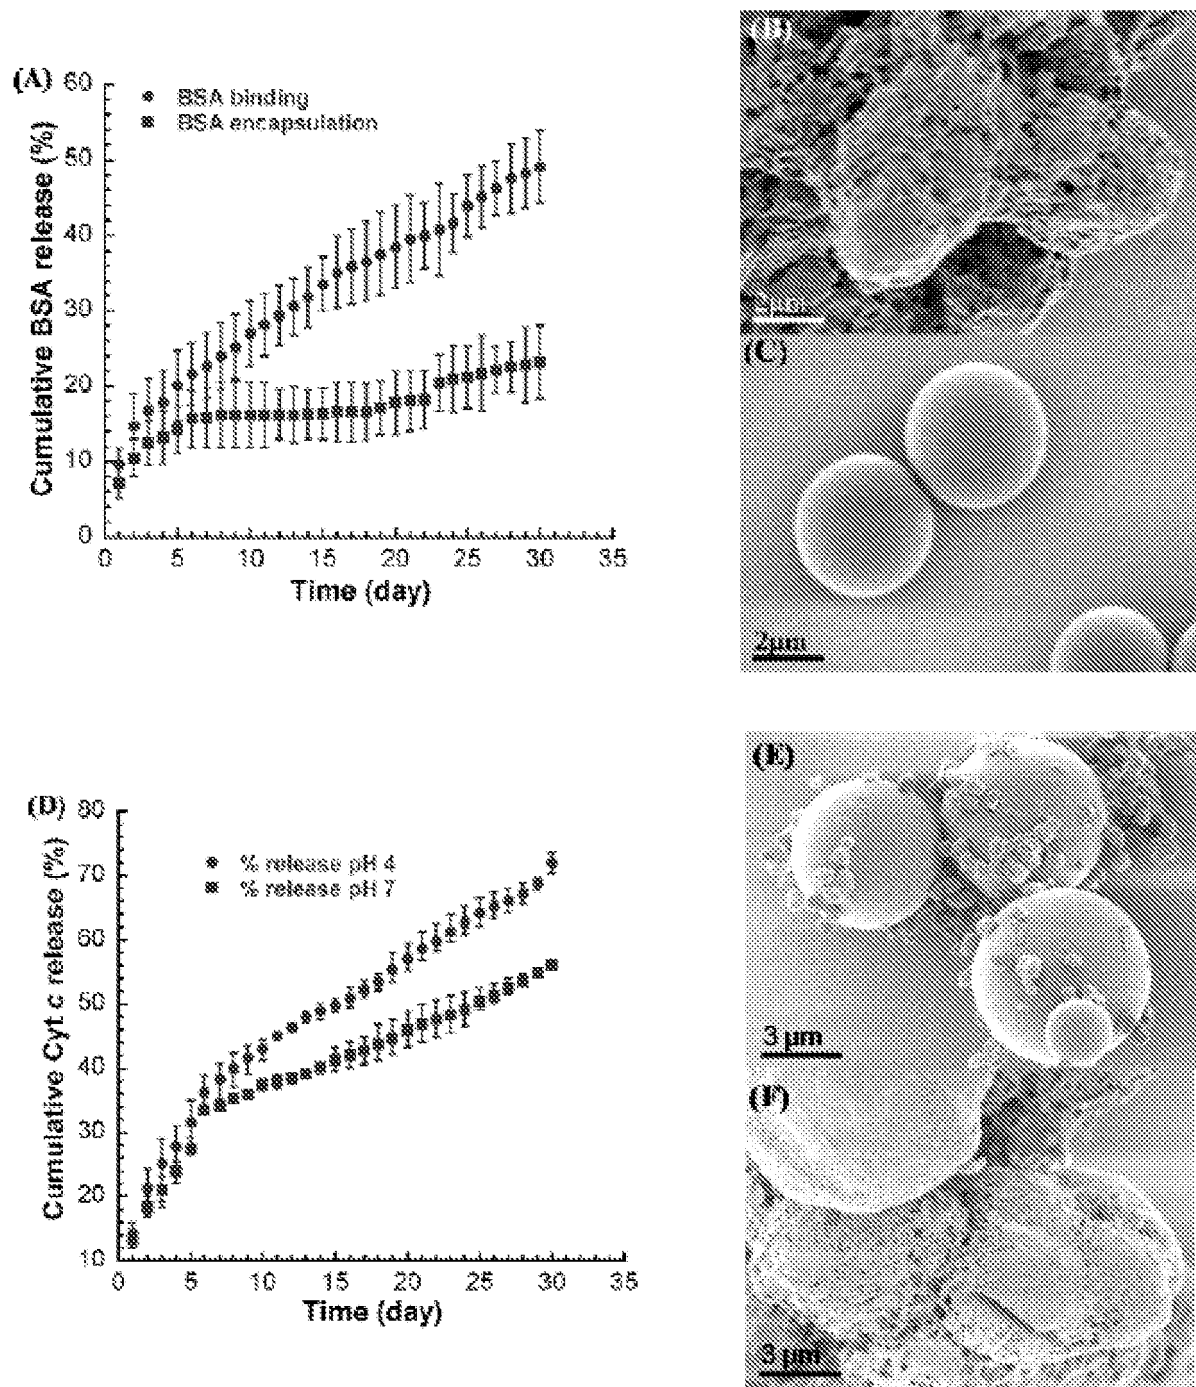 (A)
60
50
40
30
20
10
0
Cumulative BSA release (%)
BSA binding
BSA encapsulation
0 5 10 15 20 25 30 35
Time (day)
(B)
2μm
(C)
2μm
(D)
80
70
60
50
40
30
20
10
Cumulative Cyt c release (%)
% release pH 4
% release pH 7
0 5 10 15 20 25 30 35
Time (day)
(E)
3 μm
(F)
3 μm